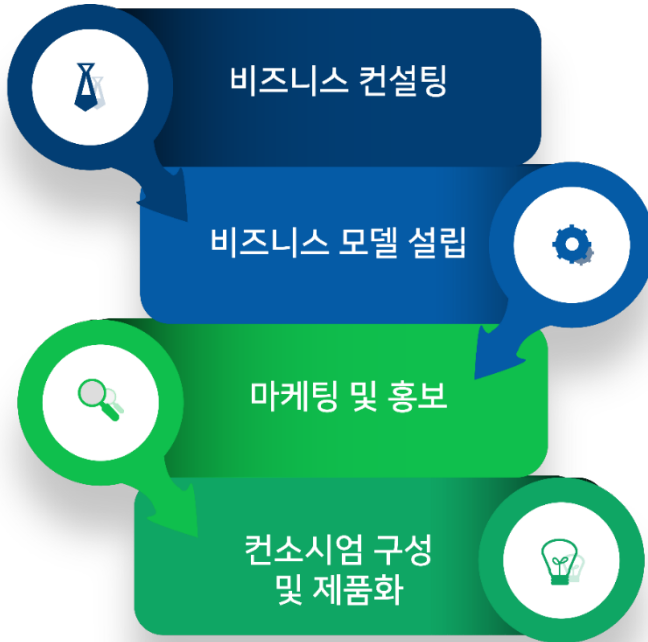 비즈니스 컨설팅
비즈니스 모델 설립
마케팅 및 홍보
컨소시엄 구성
및 제품화